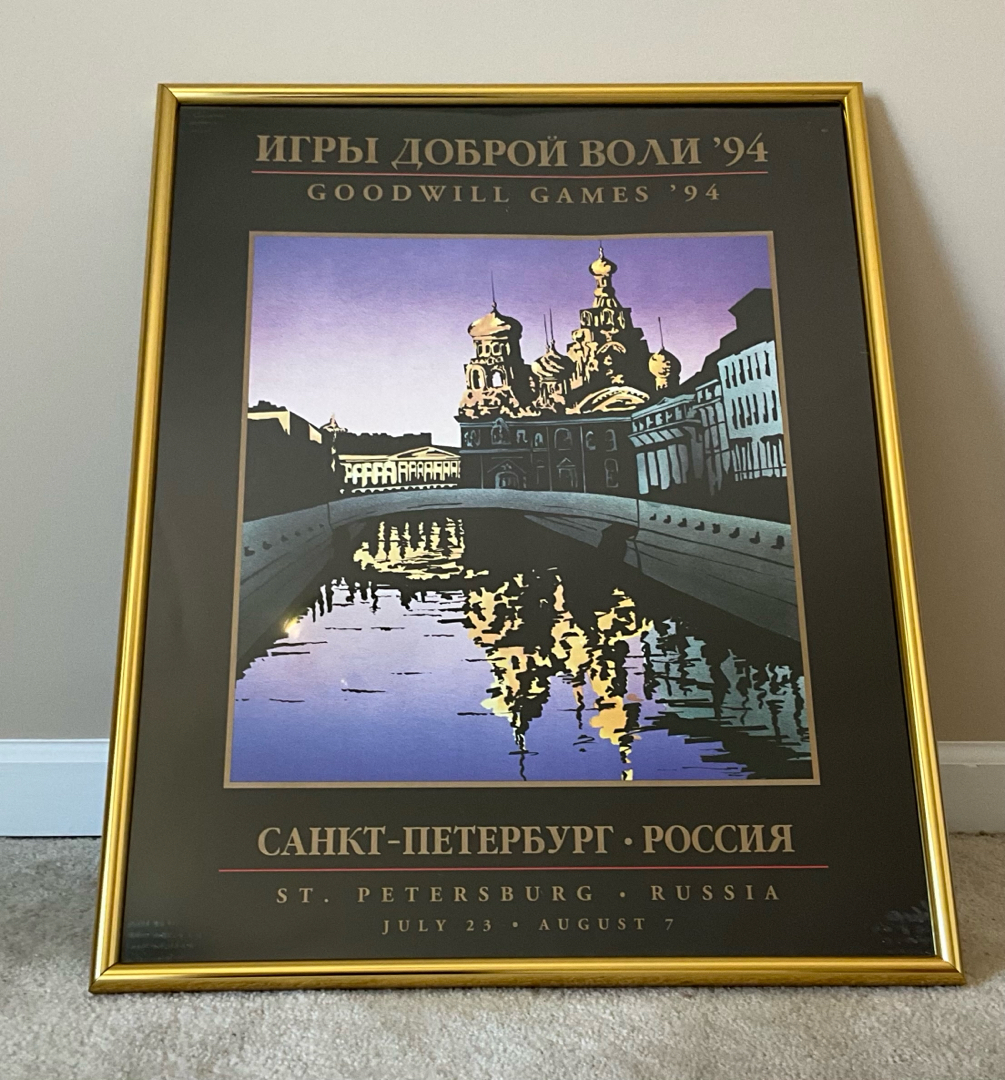 ИГРЫ ДОБРОЙ ВОЛИ ’94
GOODWILL GAMES ’94
САНКТ-ПЕТЕРБУРГ • РОССИЯ
ST. PETERSBURG • RUSSIA
JULY 23 • AUGUST 7